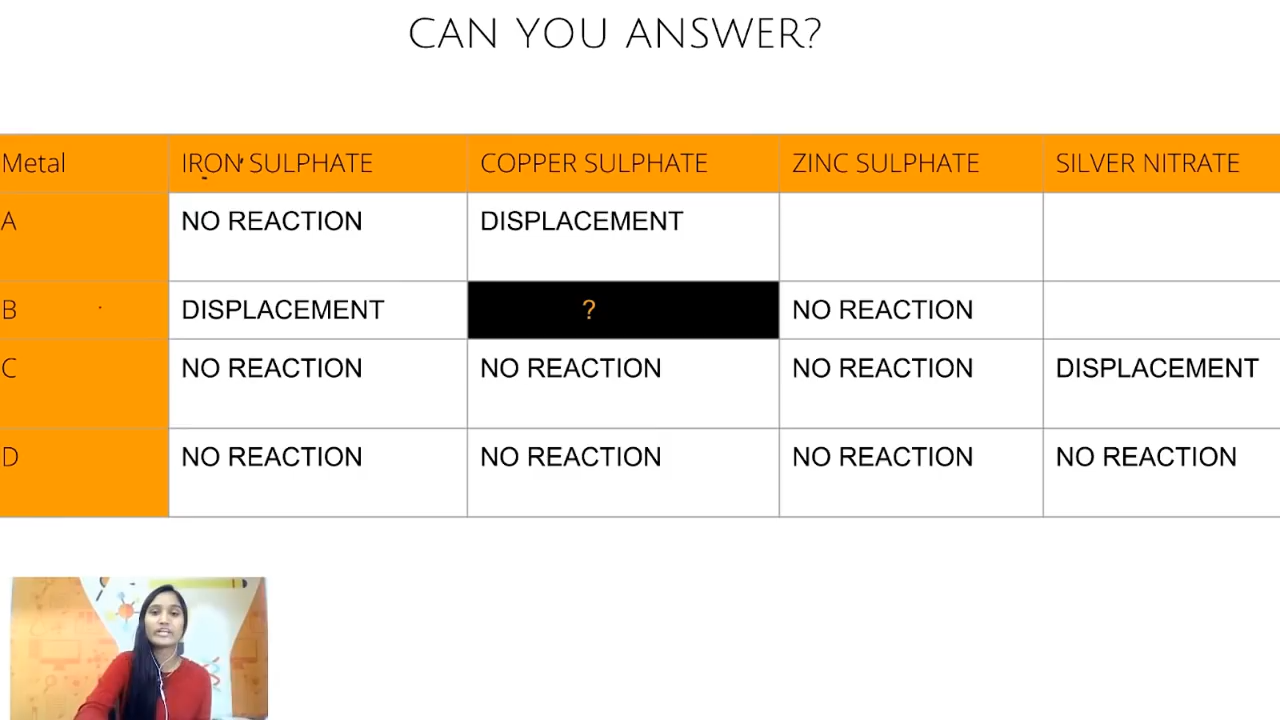 CAN YOU ANSWER?
Metal IRON SULPHATE COPPER SULPHATE ZINC SULPHATE SILVER NITRATE
A NO REACTION DISPLACEMENT
B DISPLACEMENT ? NO REACTION
C NO REACTION NO REACTION NO REACTION DISPLACEMENT
D NO REACTION NO REACTION NO REACTION NO REACTION